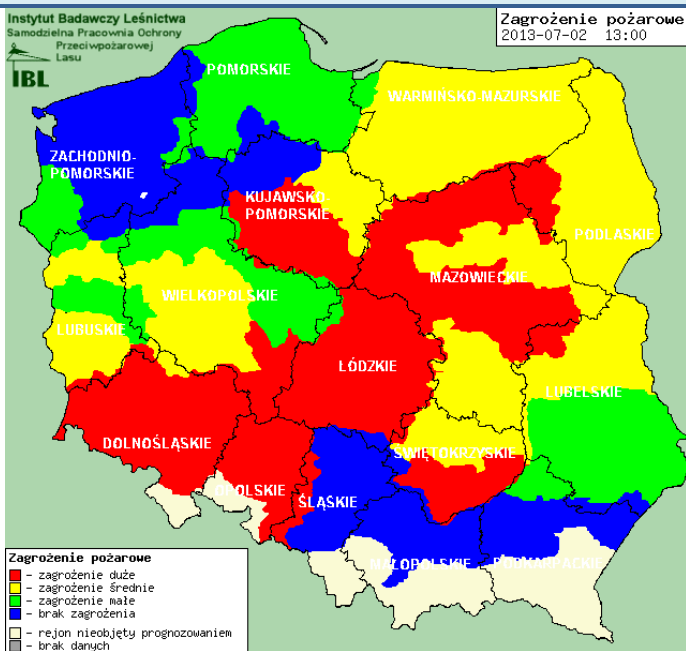 Instytut Badawczy Leśnictwa
Samodzielna Pracownia Ochrony
Przeciwpożarowej
Lasu
IBL
Zagrożenie pożarowe
2013-07-02 13:00
POMORSKIE
WARMIŃSKO-MAZURSKIE
ZACHODNIO-
POMORSKIE
KUJAWSKO-
POMORSKIE
PODLASKIE
MAZOWIECKIE
WIELKOPOLSKIE
LUBUSKIE
ŁÓDZKIE
LUBELSKIE
DOLNOŚLĄSKIE
ŚWIĘTOKRZYSKIE
OPOLSKIE
ŚLĄSKIE
MAŁOPOLSKIE
PODKARPACKIE
Zagrożenie pożarowe
– zagrożenie duże
– zagrożenie średnie
– zagrożenie małe
– brak zagrożenia
– rejon nieobjęty prognozowaniem
– brak danych